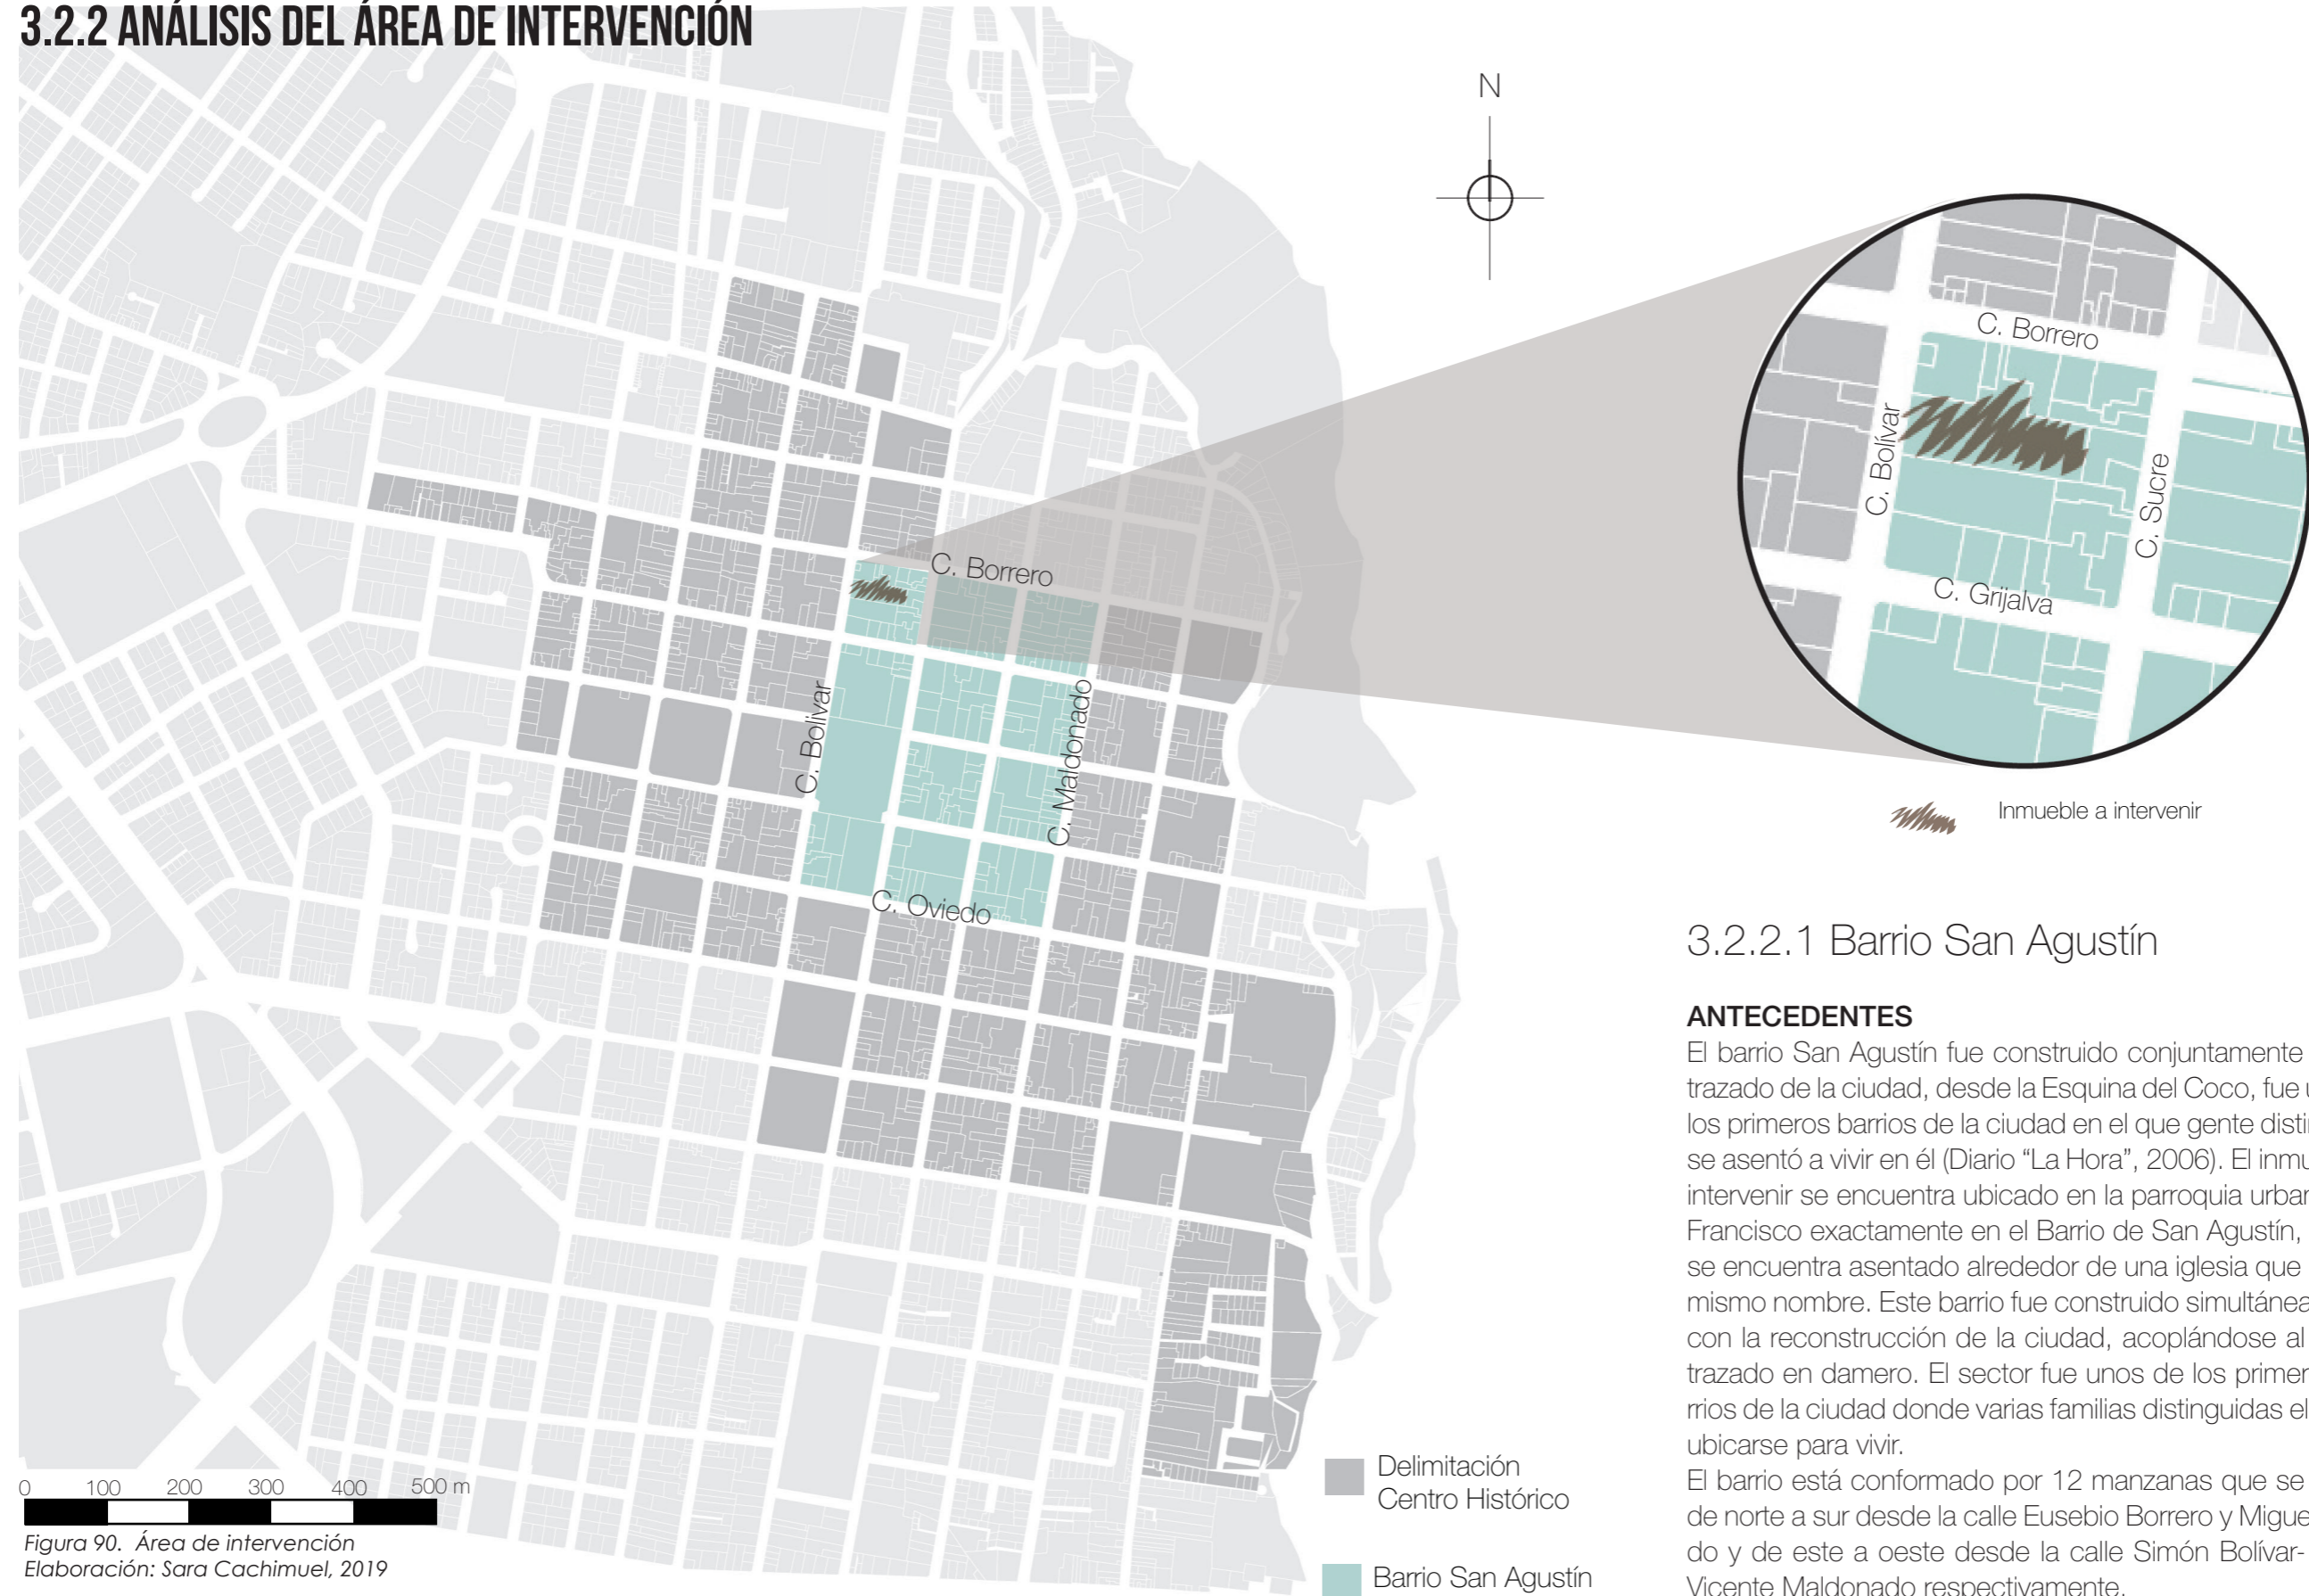 3.2.2 ANÁLISIS DEL ÁREA DE INTERVENCIÓN
N
C. Borrero
C. Bolivar
C. Maldonado
C. Oviedo
C. Borrero
C. Bolívar
C. Sucre
C. Grijalva
Inmueble a intervenir
3.2.2.1 Barrio San Agustín
ANTECEDENTES
El barrio San Agustín fue construido conjuntamente
trazado de la ciudad, desde la Esquina del Coco, fue
los primeros barrios de la ciudad en el que gente
se asentó a vivir en él (Diario “La Hora”, 2006). El
intervenir se encuentra ubicado en la parroquia
Francisco exactamente en el Barrio de San Agustín,
se encuentra asentado alrededor de una iglesia que
mismo nombre. Este barrio fue construido
con la reconstrucción de la ciudad, acoplándose al
trazado en damero. El sector fue unos de los
rrios de la ciudad donde varias familias distinguidas
ubicarse para vivir.
El barrio está conformado por 12 manzanas que se
de norte a sur desde la calle Eusebio Borrero y
do y de este a oeste desde la calle Simón Bolívar-
Vicente Maldonado respectivamente.
Delimitación
Centro Histórico
Barrio San Agustín
0 100 200 300 400 500 m
Figura 90. Área de intervención
Elaboración: Sara Cachimuel, 2019